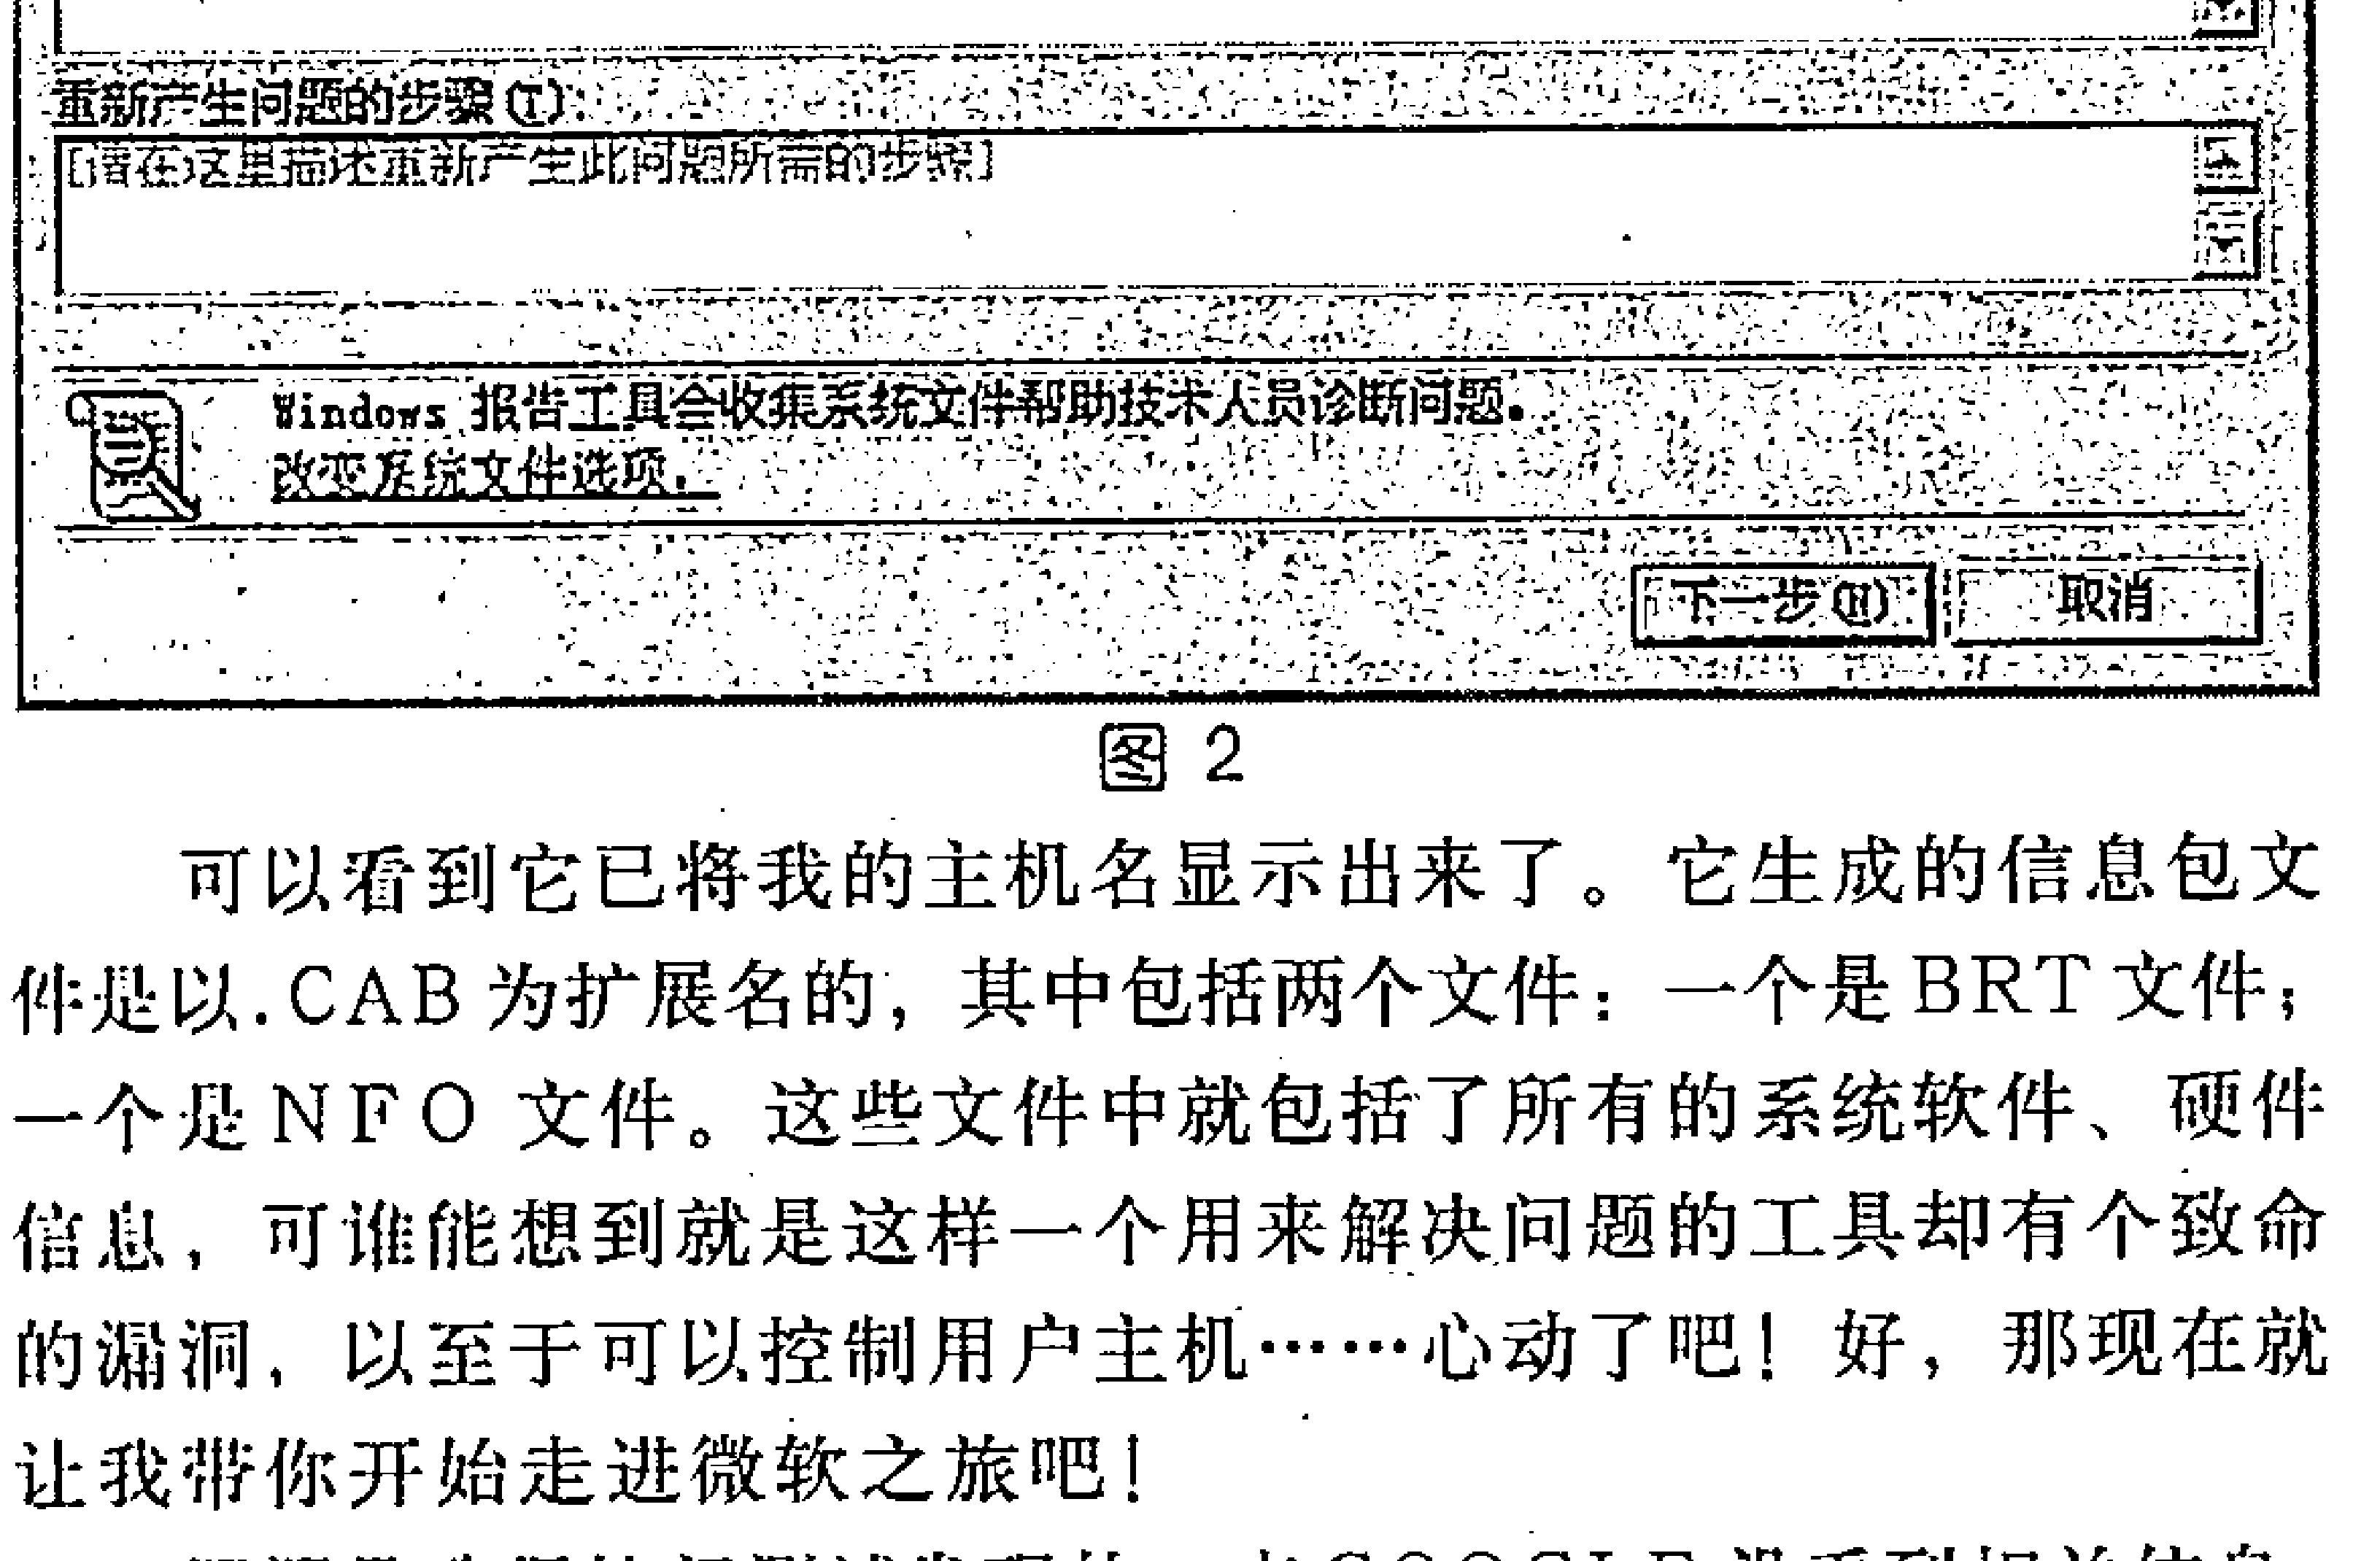 重新产生问题的步骤(T):
[请在这里描述重新产生此问题所需的步骤]
Windows 报告工具会收集系统文件帮助技术人员诊断问题。
改变系统文件选项。
下一步(N) 取消
图 2
可以看到它已将我的主机名显示出来了。它生成的信息包文
件是以.CAB为扩展名的，其中包括两个文件：一个是BRT文件；
一个是NFO 文件。这些文件中就包括了所有的系统软件、硬件
信息，可谁能想到就是这样一个用来解决问题的工具却有个致命
的漏洞，以至于可以控制用户主机……心动了吧！好，那现在就
让我带你开始走进微软之旅吧！